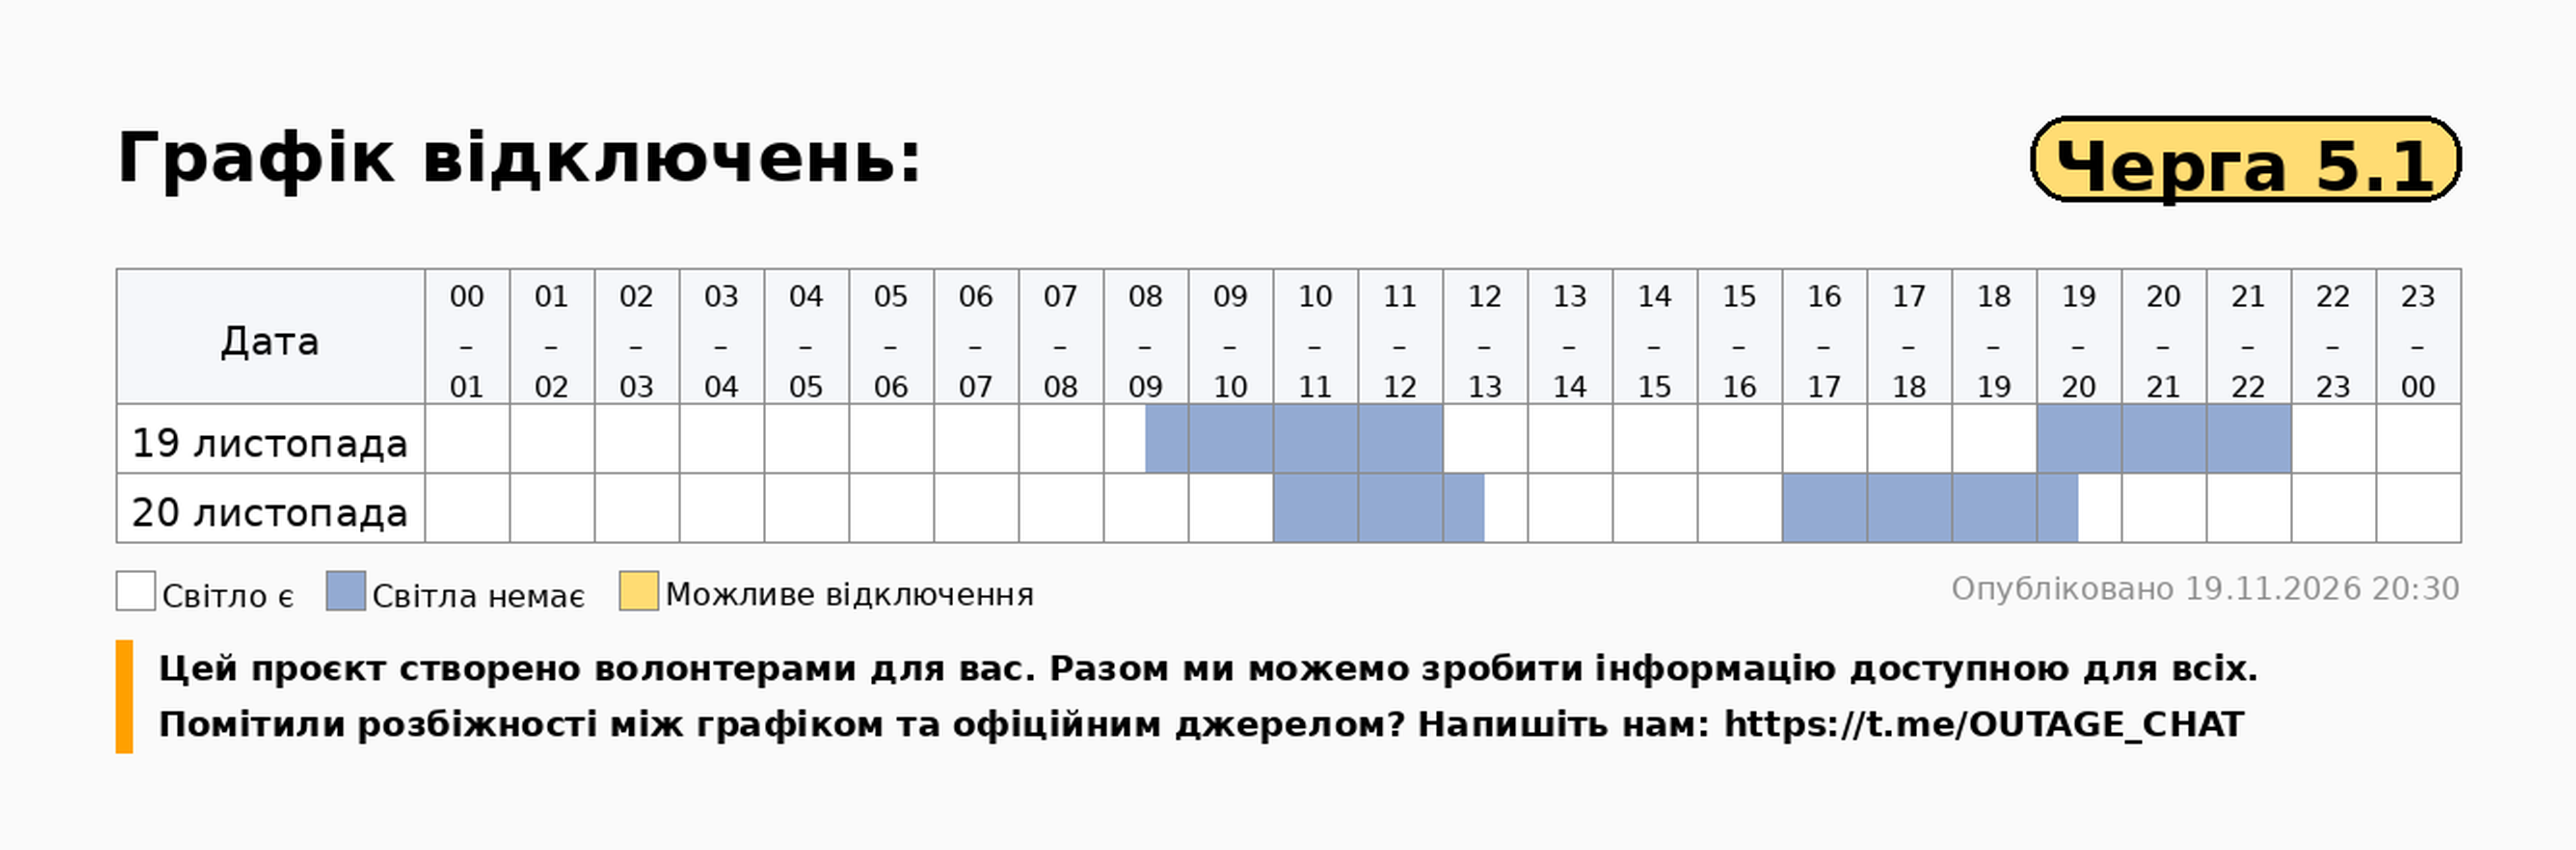 Графік відключень:
Черга 5.1
Дата 00 – 01 01 – 02 02 – 03 03 – 04 04 – 05 05 – 06 06 – 07 07 – 08 08 – 09 09 – 10 10 – 11 11 – 12 12 – 13 13 – 14 14 – 15 15 – 16 16 – 17 17 – 18 18 – 19 19 – 20 20 – 21 21 – 22 22 – 23 23 – 00
19 листопада
20 листопада
Світло є Світла немає Можливе відключення
Опубліковано 19.11.2026 20:30
Цей проєкт створено волонтерами для вас. Разом ми можемо зробити інформацію доступною для всіх.
Помітили розбіжності між графіком та офіційним джерелом? Напишіть нам: https://t.me/OUTAGE_CHAT